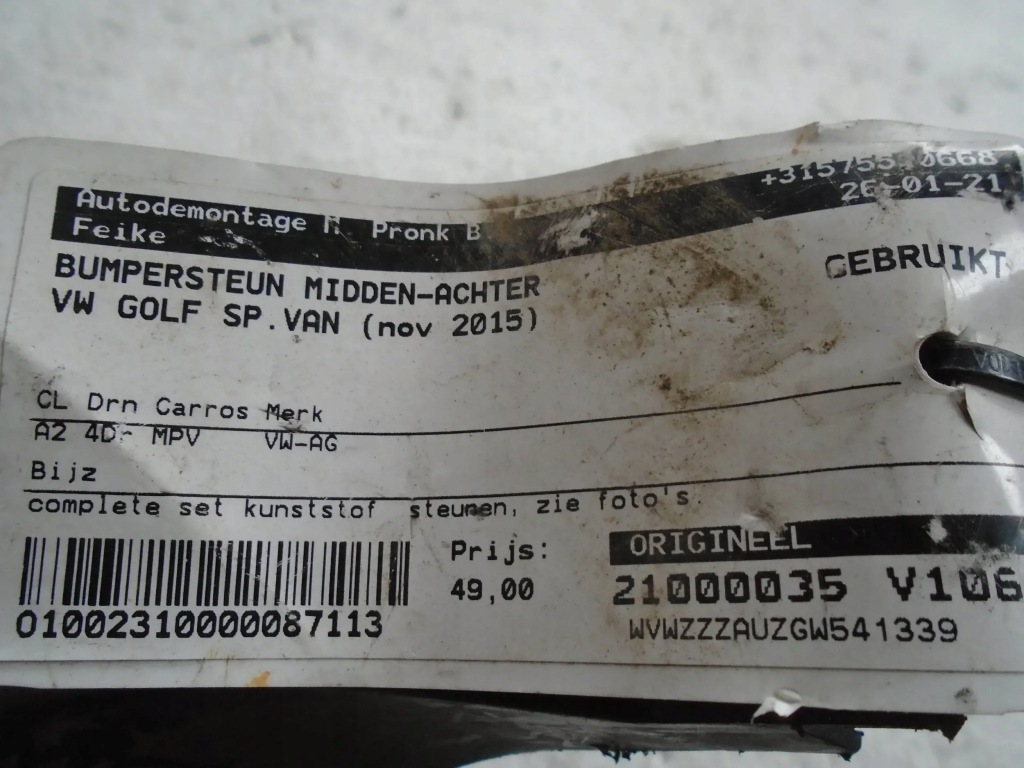 Autodemontage Pronk B
26-01-21
Feike
BUMPERSTEUN MIDDEN-ACHTER
GEBRUIKT
VW GOLF SP.VAN (nov 2015)
CL Drn Carros Merk
A2 4D- MPV VW-AG
Bijz
complete set kunststof steunen, zie foto's.
Prijs:
49,00
ORIGINEEL
21000035 V106
WVWZZZAUZGW541339
01002310000087113